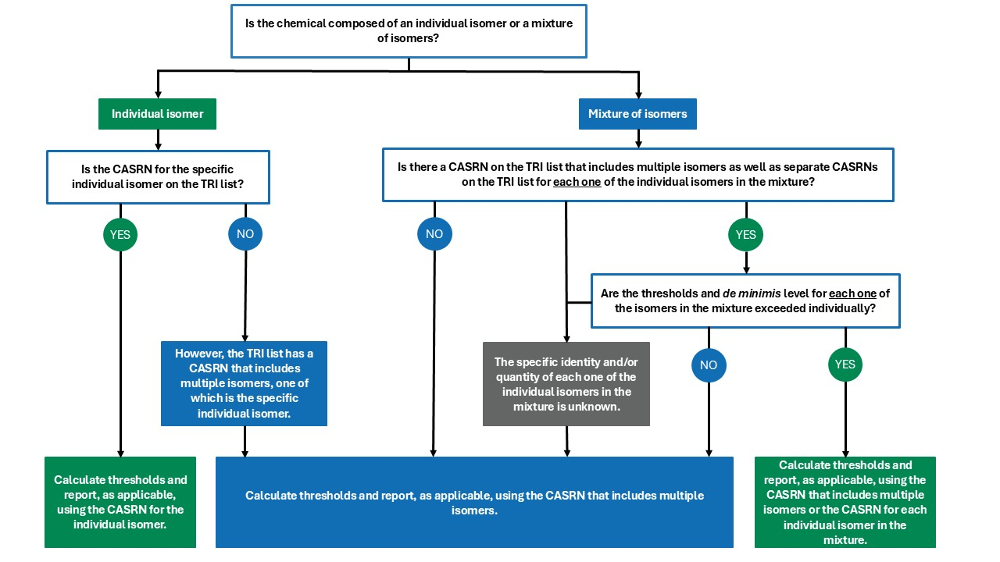 Is the chemical composed of an individual isomer or a mixture
of isomers?
Individual isomer
Mixture of isomers
Is the CASRN for the specific
individual isomer on the TRI list?
Is there a CASRN on the TRI list that includes multiple isomers as well as separate CASRNs
on the TRI list for each one of the individual isomers in the mixture?
YES
NO
NO
YES
Are the thresholds and de minimis level for each one of
the isomers in the mixture exceeded individually?
However, the TRI list has a
CASRN that includes
multiple isomers, one of
which is the specific
individual isomer.
The specific identity and/or
quantity of each one of the
individual isomers in the
mixture is unknown.
NO
YES
Calculate thresholds and
report, as applicable,
using the CASRN for the
individual isomer.
Calculate thresholds and report, as applicable, using the CASRN that includes multiple
isomers.
Calculate thresholds and
report, as applicable, using the
CASRN that includes multiple
isomers or the CASRN for each
individual isomer in the
mixture.